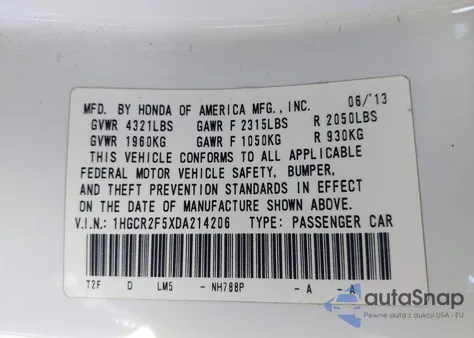 MFD. BY HONDA OF AMERICA MFG., INC. 06/'13
GVWR 4321LBS GAWR F 2315LBS R 2050LBS
GVWR 1960KG GAWR F 1050KG R 930KG
THIS VEHICLE CONFORMS TO ALL APPLICABLE
FEDERAL MOTOR VEHICLE SAFETY, BUMPER,
AND THEFT PREVENTION STANDARDS IN EFFECT
ON THE DATE OF MANUFACTURE SHOWN ABOVE.
V.I.N.: 1HGCR2F5XDA214206 TYPE: PASSENGER CAR
T2F D LM5 - NH788P - A - A
autoSnap
Pewne auta z aukcji USA i EU